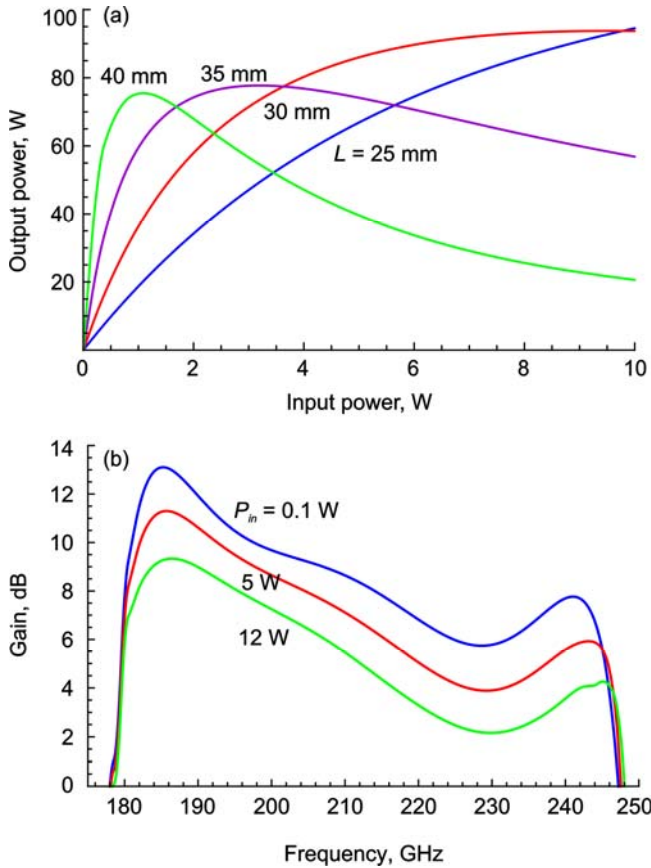 (a)
100
80
60
40
20
0
Output power, W
40 mm
35 mm
30 mm
L = 25 mm
0
2
4
6
8
10
Input power, W
(b)
14
12
10
8
6
4
2
0
Gain, dB
Pin = 0.1 W
5 W
12 W
180
190
200
210
220
230
240
250
Frequency, GHz